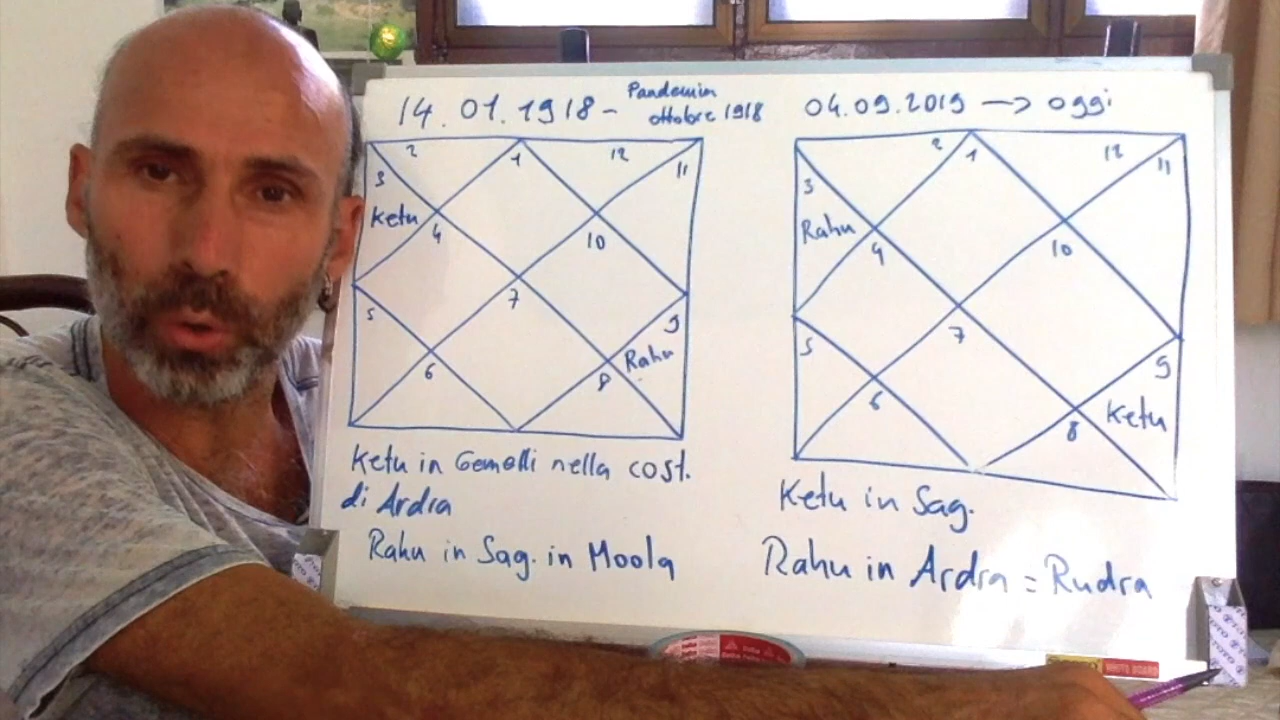 14.01.1918 - Pandemia
ottobre 1918
2 1 12 11
3
Ketu
4 10
7
5 9
6 8 Rahu
Ketu in Gemelli nella cost.
di Ardra
Rahu in Sag. in Moola
04.09.2019 → oggi
2 1 12 11
3
Rahu
4 10
7
5 9
6 8 Ketu
Ketu in Sag.
Rahu in Ardra = Rudra
WHITE BOARD